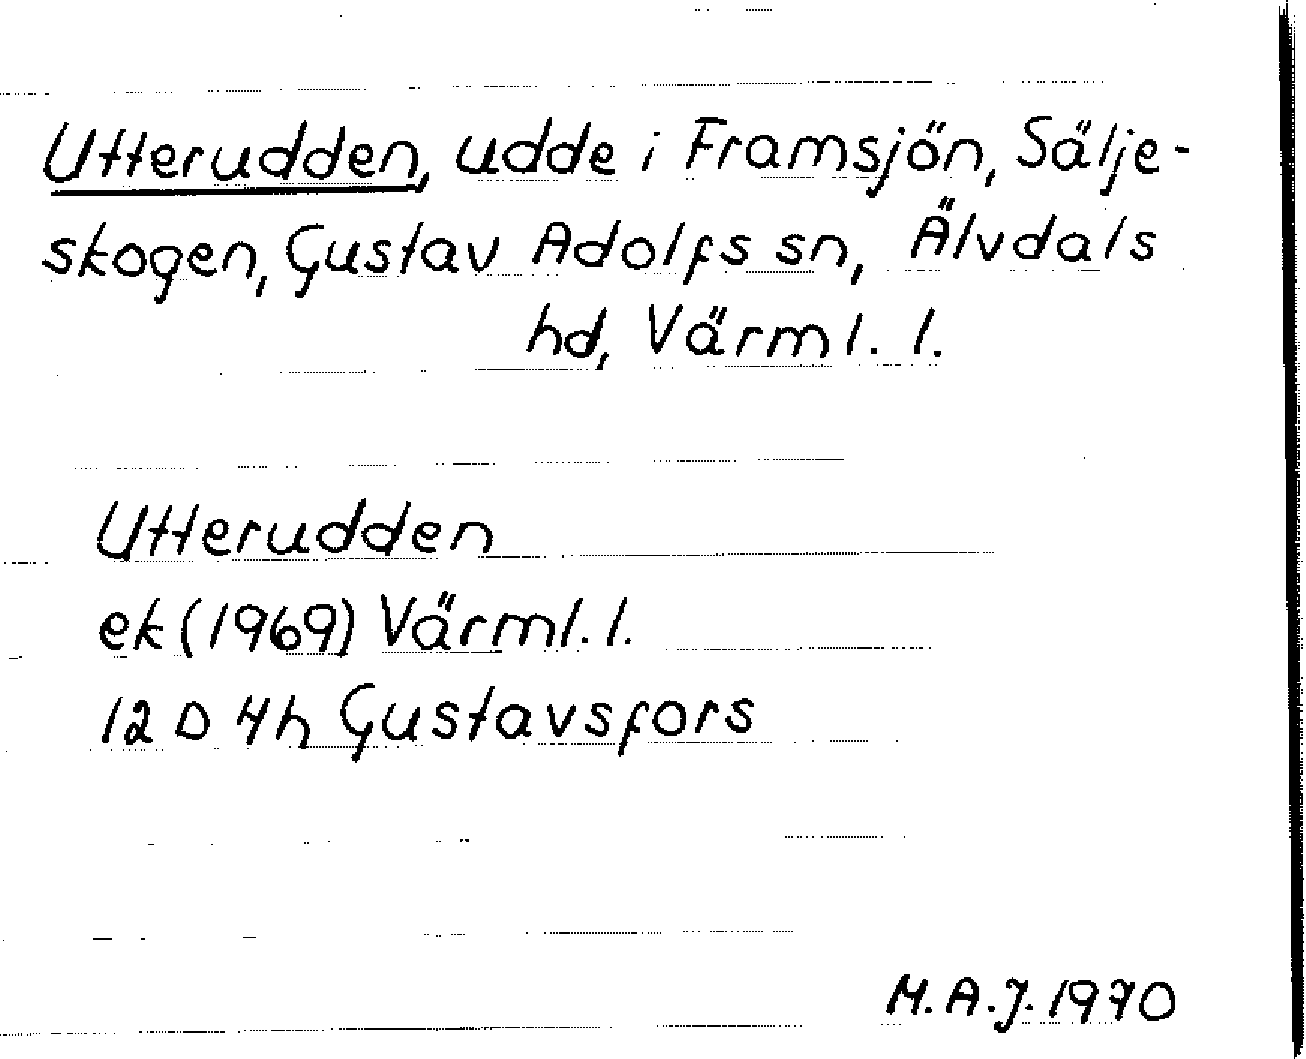 Utterudden, udde i Framsjön, Sälje-
skogen, Gustav Adolfs sn, Älvdals
hd, Värml. l.
Utterudden
ek (1969) Värml. l.
12 D 4h Gustavsfors
M.A.J. 1970